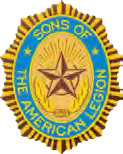 SONS OF
THE AMERICAN LEGION